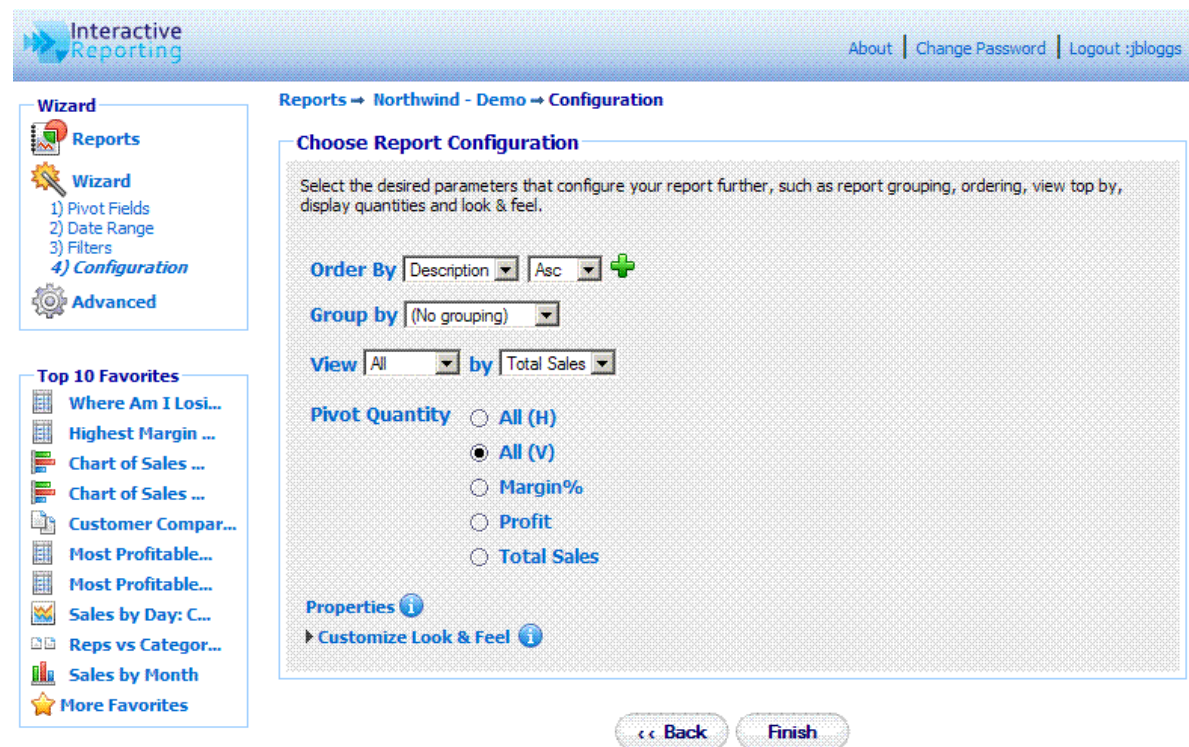 Interactive
Reporting
About | Change Password | Logout :jbloggs
Wizard
Reports
Wizard
1) Pivot Fields
2) Date Range
3) Filters
4) Configuration
Advanced
Top 10 Favorites
Where Am I Losi...
Highest Margin ...
Chart of Sales ...
Chart of Sales ...
Customer Compar...
Most Profitable...
Most Profitable...
Sales by Day: C...
Reps vs Categor...
Sales by Month
More Favorites
Reports → Northwind - Demo → Configuration
Choose Report Configuration
Select the desired parameters that configure your report further, such as report grouping, ordering, view top by,
display quantities and look & feel.
Order By Description Asc
Group by (No grouping)
View All by Total Sales
Pivot Quantity All (H)
All (V)
Margin%
Profit
Total Sales
Properties
Customize Look & Feel
‹‹ Back Finish